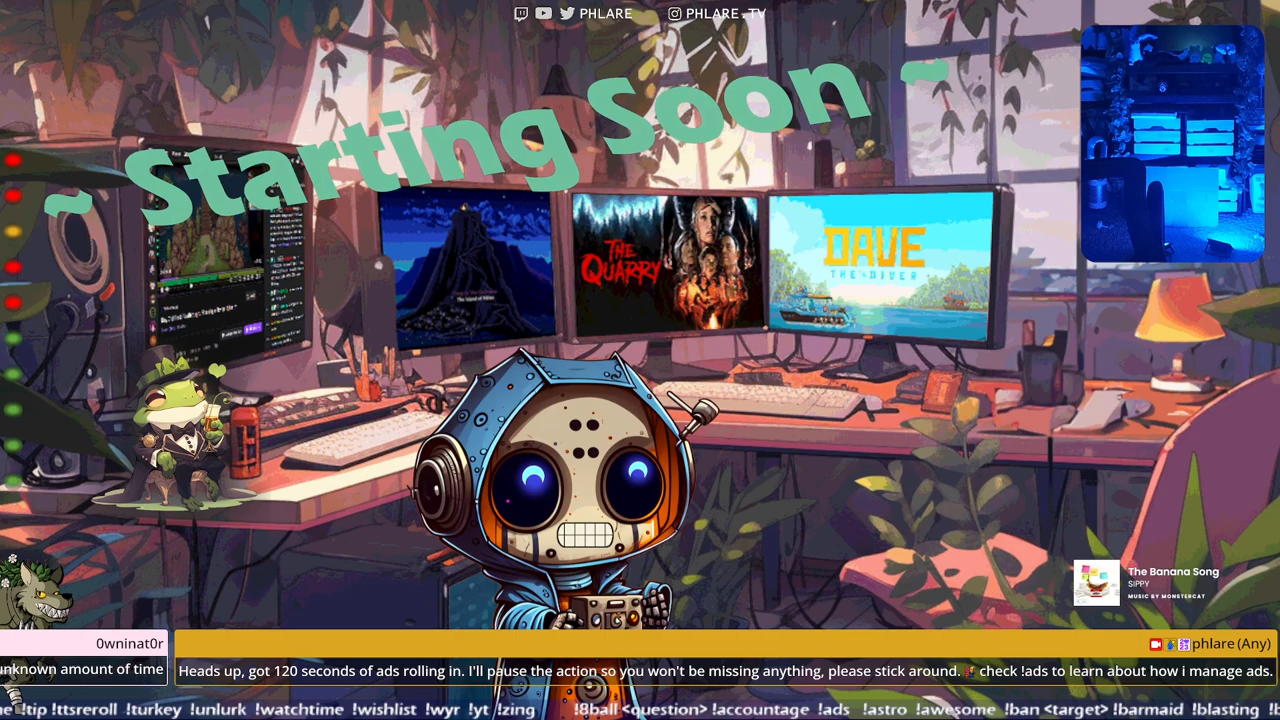 PHLARE
PHLARE.TV
~ Starting Soon ~
THE
QUARRY
DAVE
THE DIVER
The Banana Song
SIPPY
MUSIC BY MONSTERCAT
0wninat0r
unknown amount of time
phlare (Any)
Heads up, got 120 seconds of ads rolling in. I'll pause the action so you won't be missing anything, please stick around. check !ads to learn about how i manage ads.
!tip !ttsreroll !turkey !unlurk !watchtime !wishlist !wyr !yt !zing !8ball <question> !accountage !ads !astro !awesome !ban <target> !barmaid !blasting